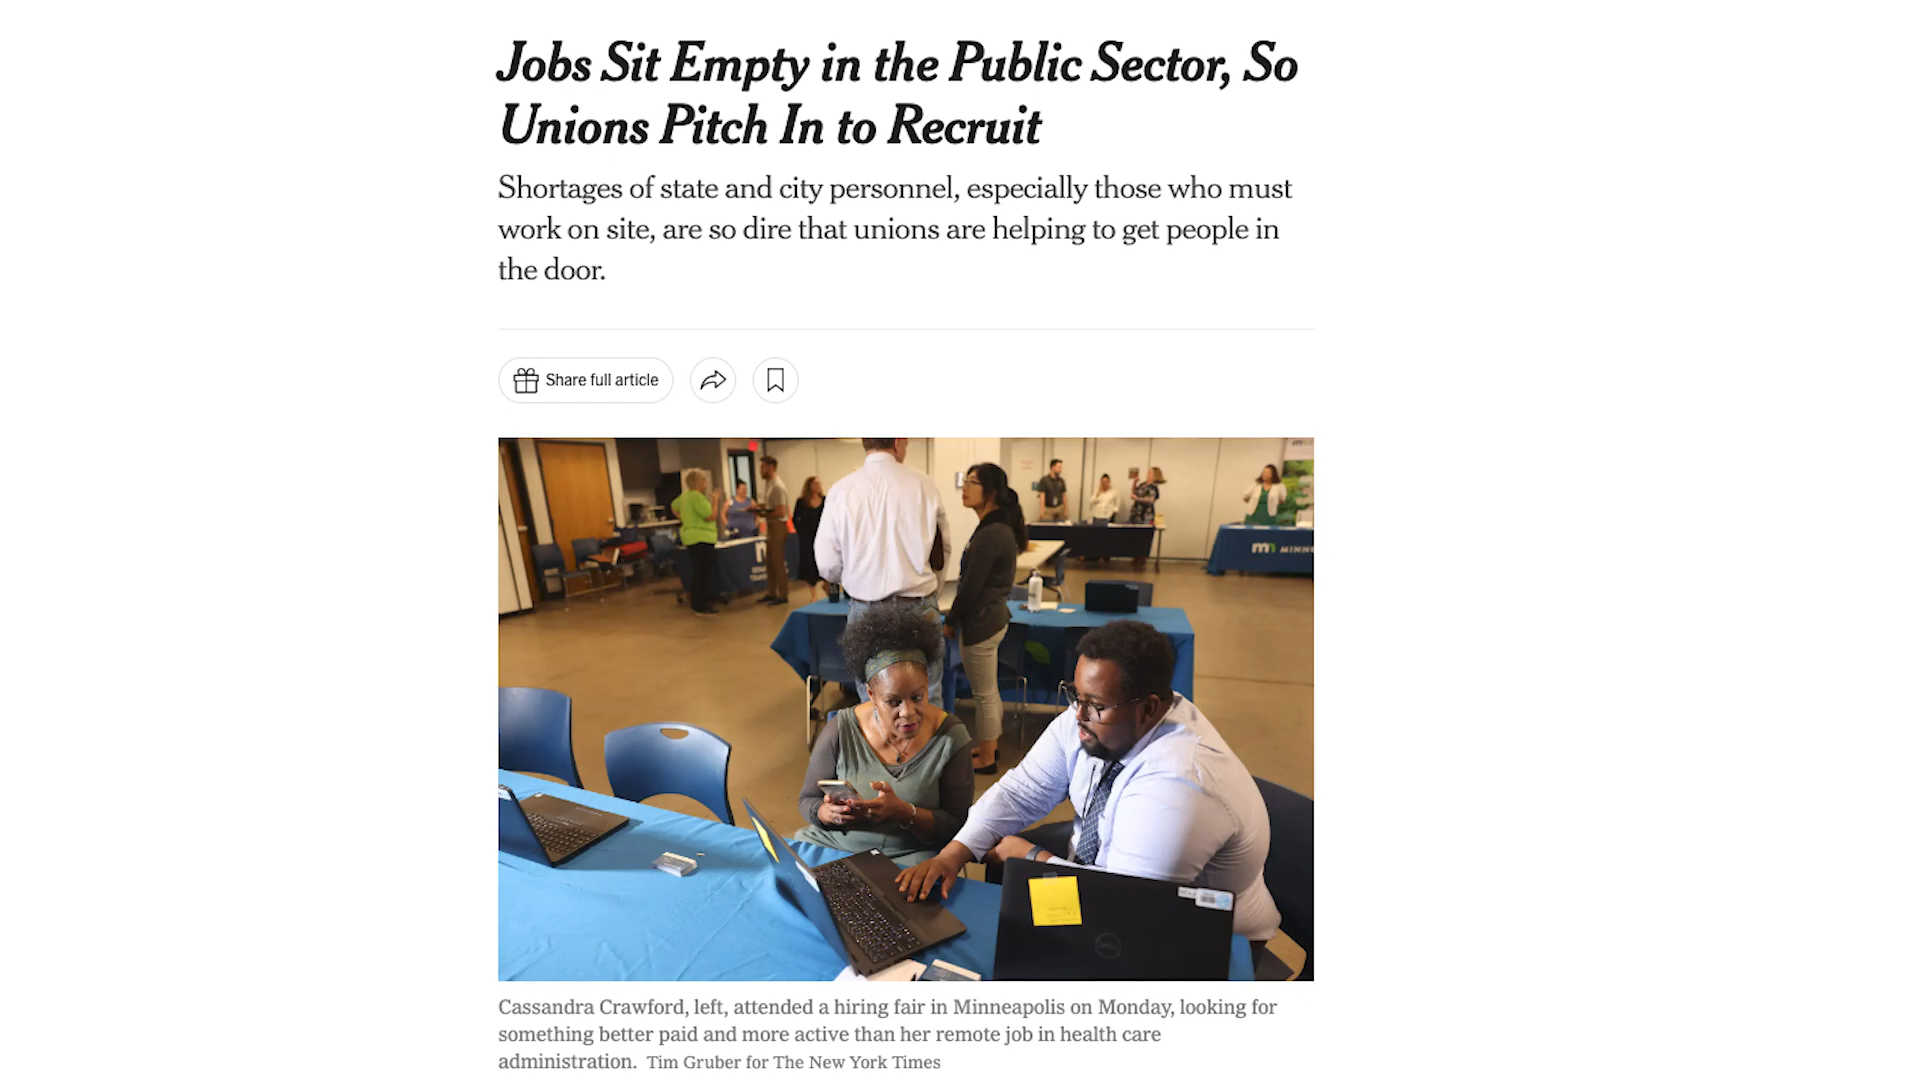 Jobs Sit Empty in the Public Sector, So
Unions Pitch In to Recruit
Shortages of state and city personnel, especially those who must
work on site, are so dire that unions are helping to get people in
the door.
Share full article
Cassandra Crawford, left, attended a hiring fair in Minneapolis on Monday, looking for
something better paid and more active than her remote job in health care
administration. Tim Gruber for The New York Times